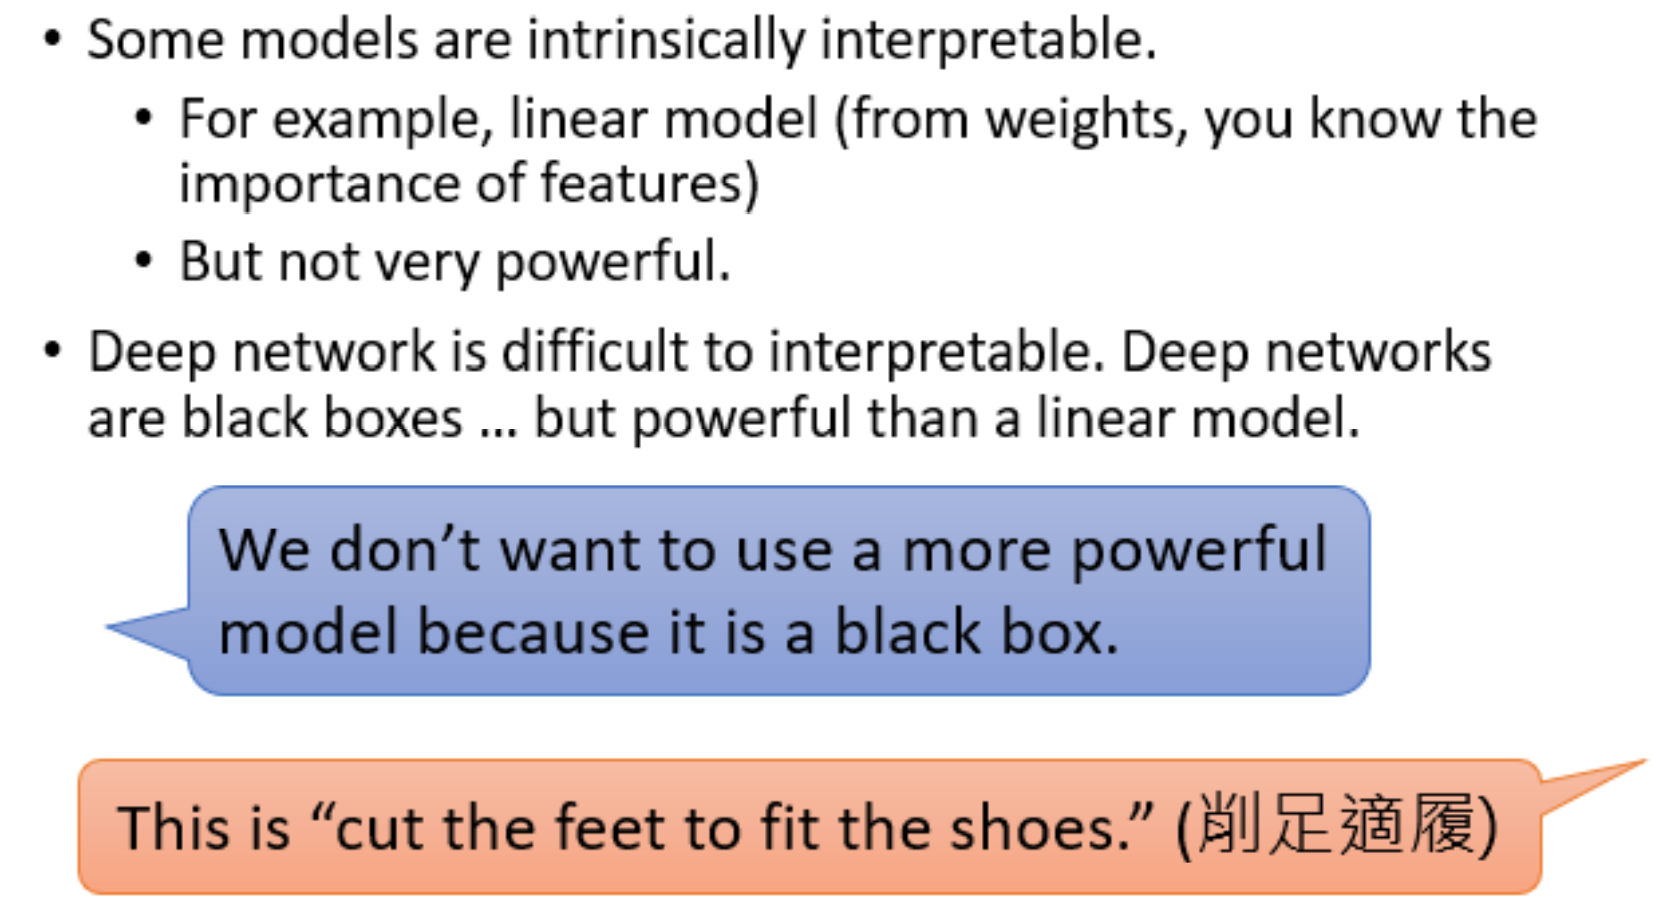 • Some models are intrinsically interpretable.
• For example, linear model (from weights, you know the
importance of features)
• But not very powerful.
• Deep network is difficult to interpretable. Deep networks
are black boxes … but powerful than a linear model.
We don’t want to use a more powerful
model because it is a black box.
This is “cut the feet to fit the shoes.” (削足適履)